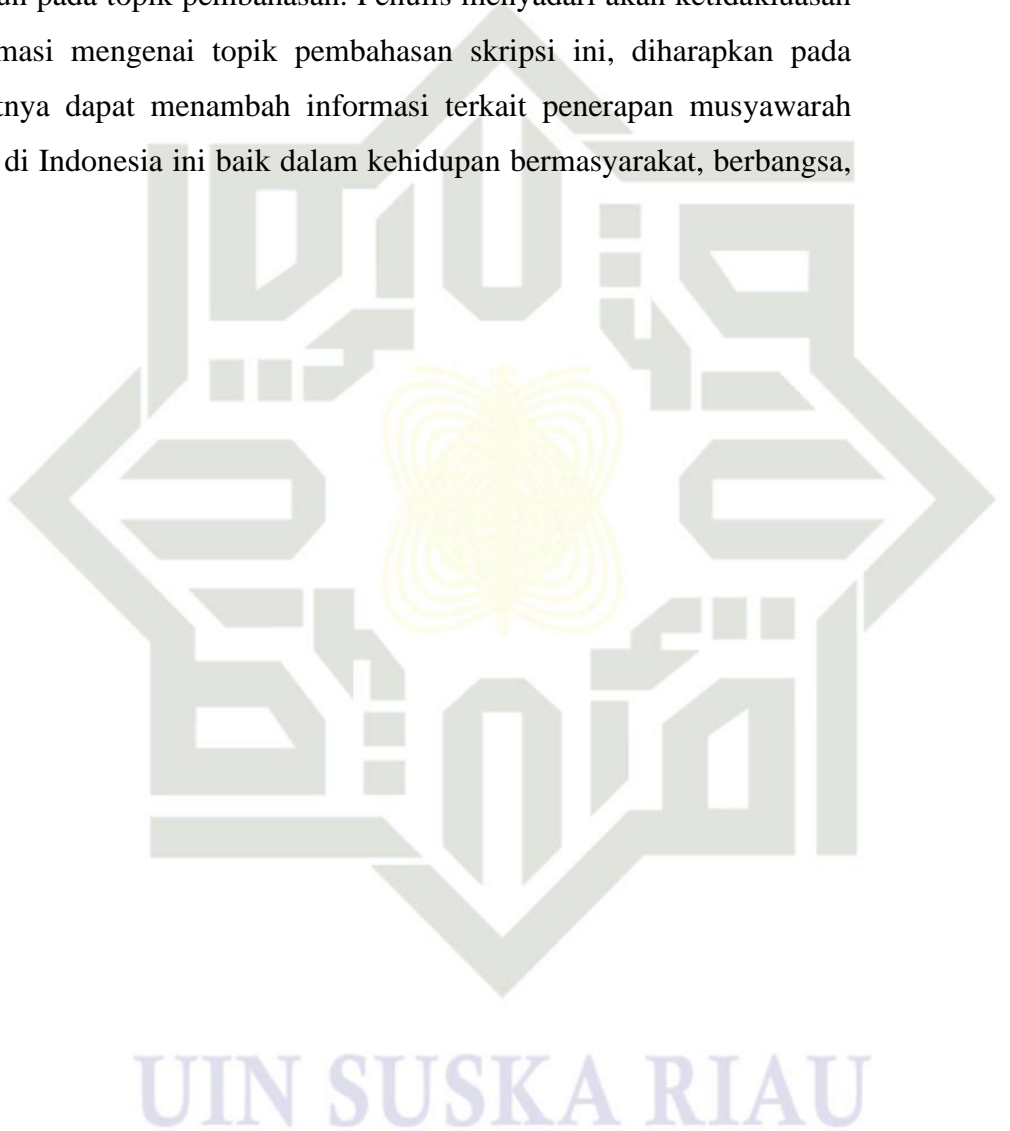 pada topik pembahasan. Penulis menyadari akan ketidakluasan
masi mengenai topik pembahasan skripsi ini, diharapkan pada
tnya dapat menambah informasi terkait penerapan musyawarah
di Indonesia ini baik dalam kehidupan bermasyarakat, berbangsa,
UIN SUSKA RIAU